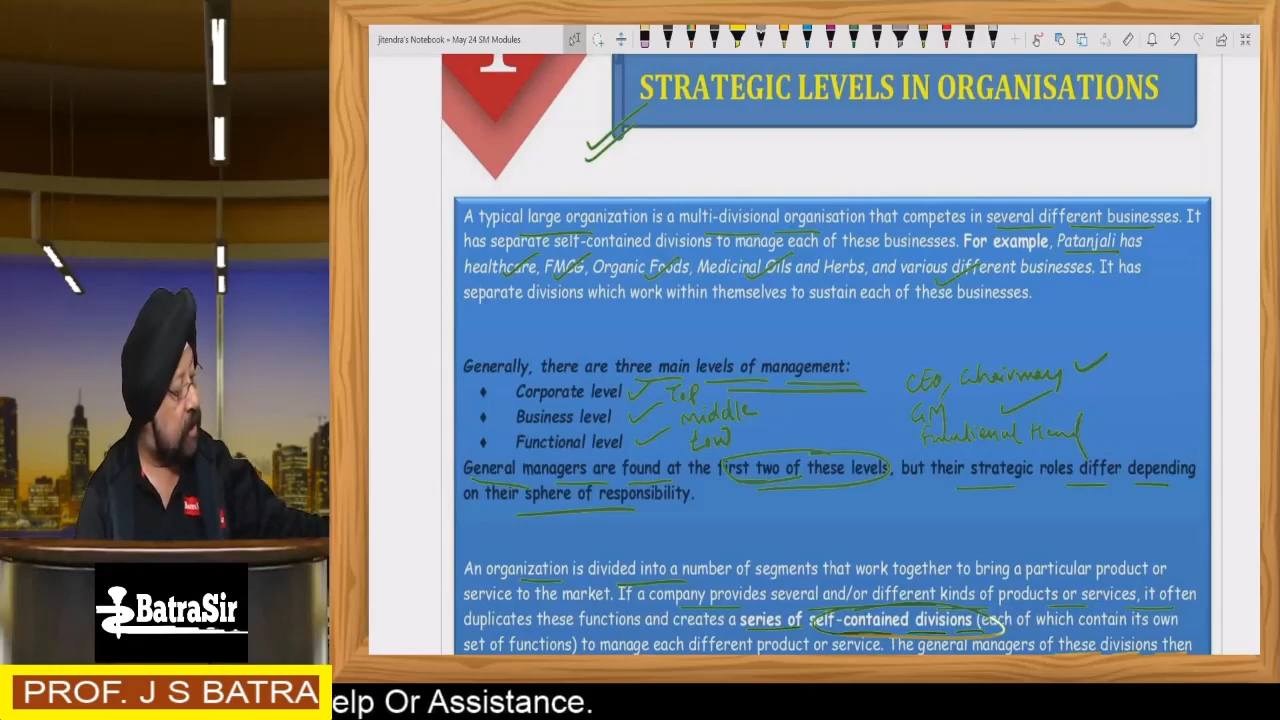 jitendra's Notebook » May 24 SM Modules
1
STRATEGIC LEVELS IN ORGANISATIONS
A typical large organization is a multi-divisional organisation that competes in several different businesses. It
has separate self-contained divisions to manage each of these businesses. For example, Patanjali has
healthcare, FMCG, Organic Foods, Medicinal Oils and Herbs, and various different businesses. It has
separate divisions which work within themselves to sustain each of these businesses.
Generally, there are three main levels of management:
♦ Corporate level Top CEO, Chairman
♦ Business level Middle GM
♦ Functional level Low Functional Head
General managers are found at the first two of these levels, but their strategic roles differ depending
on their sphere of responsibility.
An organization is divided into a number of segments that work together to bring a particular product or
service to the market. If a company provides several and/or different kinds of products or services, it often
duplicates these functions and creates a series of self-contained divisions (each of which contain its own
set of functions) to manage each different product or service. The general managers of these divisions then
BatraSir
PROF. J S BATRA
elp Or Assistance.